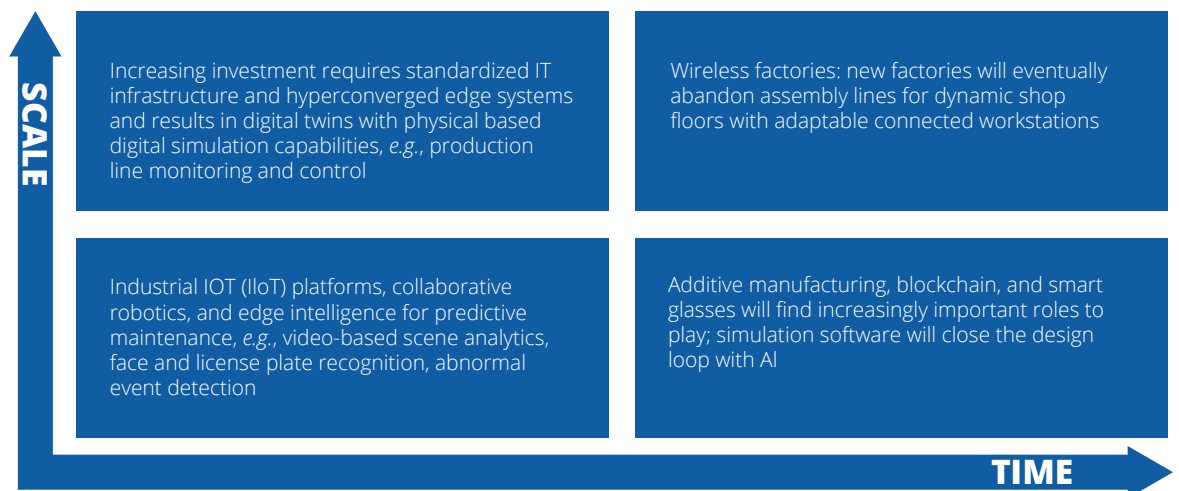 SCALE
Increasing investment requires standardized IT
infrastructure and hyperconverged edge systems
and results in digital twins with physical based
digital simulation capabilities, e.g., production
line monitoring and control
Wireless factories: new factories will eventually
abandon assembly lines for dynamic shop
floors with adaptable connected workstations
Industrial IOT (IIoT) platforms, collaborative
robotics, and edge intelligence for predictive
maintenance, e.g., video-based scene analytics,
face and license plate recognition, abnormal
event detection
Additive manufacturing, blockchain, and smart
glasses will find increasingly important roles to
play; simulation software will close the design
loop with AI
TIME